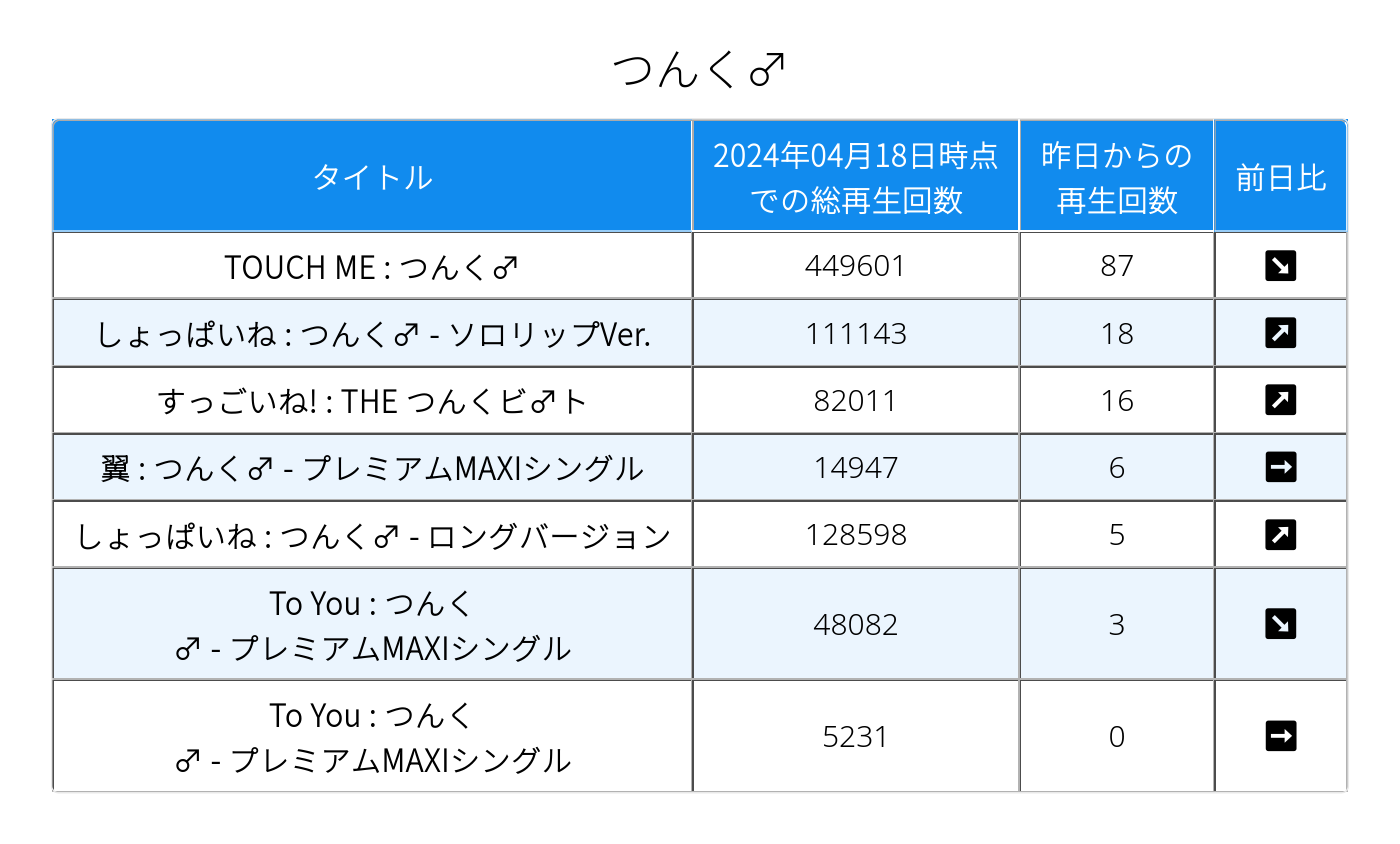 つんく♂
タイトル
2024年04月18日時点
での総再生回数
昨日からの
再生回数
前日比
TOUCH ME : つんく♂
449601
87
↘
しょっぱいね : つんく♂ - ソロリップVer.
111143
18
↗
すっごいね! : THE つんくビ♂ト
82011
16
↗
翼 : つんく♂ - プレミアムMAXIシングル
14947
6
→
しょっぱいね : つんく♂ - ロングバージョン
128598
5
↗
To You : つんく
♂ - プレミアムMAXIシングル
48082
3
↘
To You : つんく
♂ - プレミアムMAXIシングル
5231
0
→